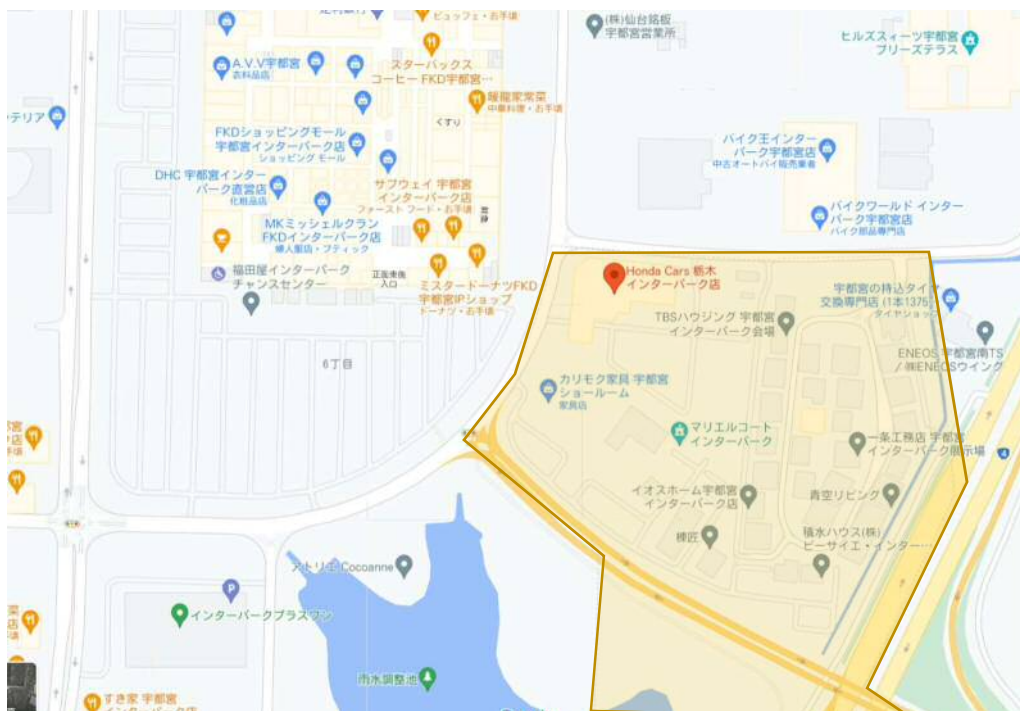 ビュッフェ・お手頃
スターバックス
コーヒー FKD宇都宮…
A.V.V宇都宮
衣料品店
(株)仙台銘板
宇都宮営業所
ヒルズスィーツ宇都宮
ブリーズテラス
テリア
中華料理・お手頃
くすり
FKDショッピングモール
宇都宮インターパーク店
ショッピング モール
バイク王インター
パーク宇都宮店
中古オートバイ販売業者
DHC 宇都宮インター
パーク直営店
化粧品店
サブウェイ 宇都宮
インターパーク店
ファースト フード・お手頃
MKミッシェルクラン
FKDインターパーク店
婦人服店・ブティック
バイクワールド インター
パーク宇都宮店
バイク部品専門店
福田屋インターパーク
チャンスセンター
正面東側
入口
ミスタードーナツFKD
宇都宮IPショップ
ドーナツ・お手頃
Honda Cars 栃木
インターパーク店
宇都宮の持込タイヤ
交換専門店 (1本1375
タイヤショップ
TBSハウジング 宇都宮
インターパーク会場
ENEOS 宇都宮南TS
/ ㈱ENEOSウイング
6丁目
カリモク家具 宇都宮
ショールーム
家具店
マリエルコート
インターパーク
一条工務店 宇都宮
インターパーク展示場
4
イオスホーム宇都宮
インターパーク店
青空リビング
棟匠
積水ハウス(株)
ビーサイエ・インター…
アトリエ Cocoanne
P
インターパークプラスワン
雨水調整池
すき家 宇都宮
インターパーク店